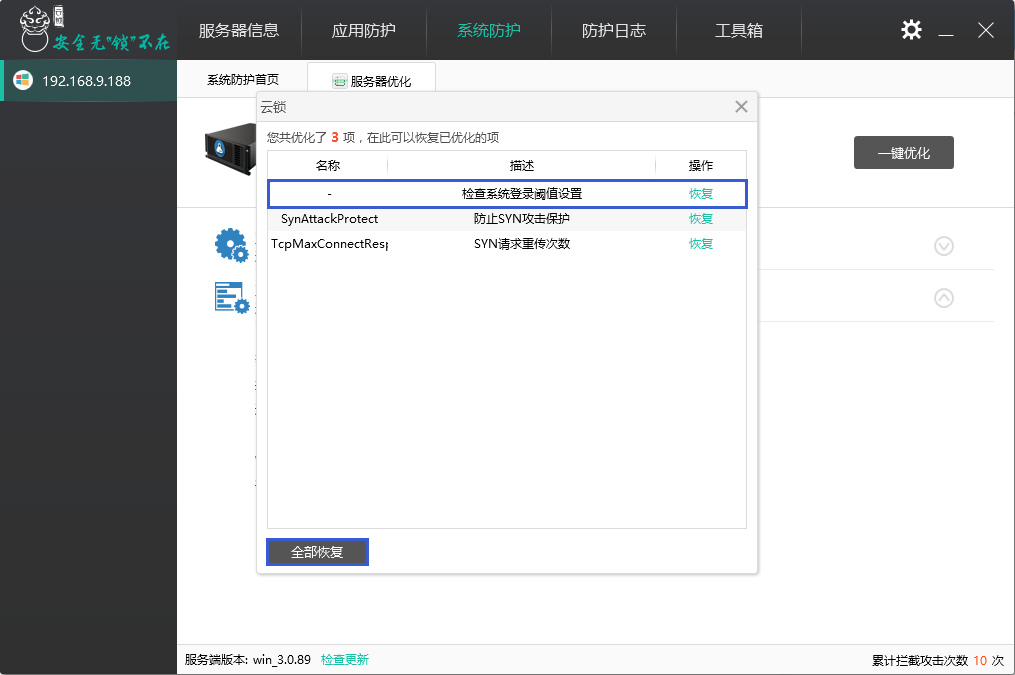 云锁
安全无"锁"不在
服务器信息
应用防护
系统防护
防护日志
工具箱
192.168.9.188
系统防护首页
服务器优化
云锁
您共优化了 3 项，在此可以恢复已优化的项
一键优化
名称 描述 操作
- 检查系统登录阈值设置 恢复
SynAttackProtect 防止SYN攻击保护 恢复
TcpMaxConnectResp SYN请求重传次数 恢复
全部恢复
服务端版本: win_3.0.89 检查更新
累计拦截攻击次数 10 次